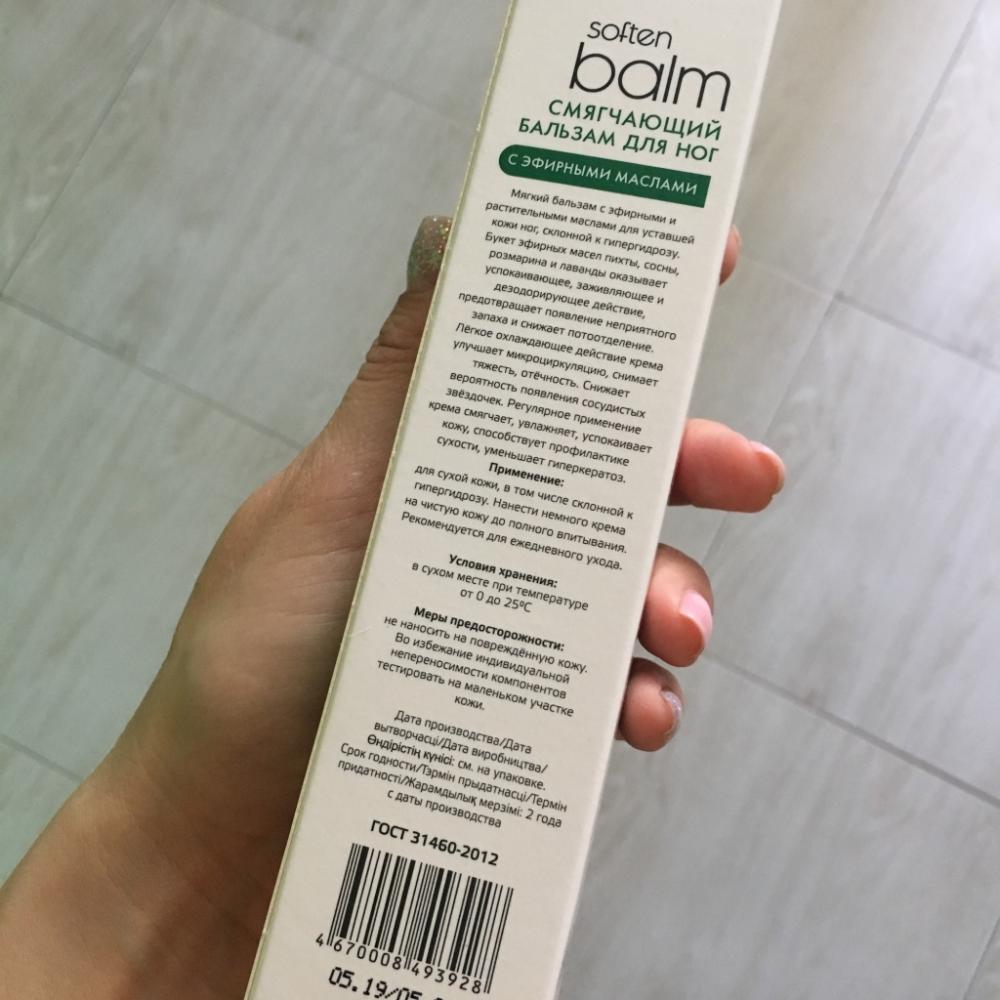 soften
balm
СМЯГЧАЮЩИЙ
БАЛЬЗАМ ДЛЯ НОГ
С ЭФИРНЫМИ МАСЛАМИ
Мягкий бальзам с эфирными и
растительными маслами для уставшей
кожи ног, склонной к гипергидрозу.
Букет эфирных масел пихты, сосны,
розмарина и лаванды оказывает
успокаивающее, заживляющее и
дезодорирующее действие,
предотвращает появление неприятного
запаха и снижает потоотделение.
Лёгкое охлаждающее действие крема
улучшает микроциркуляцию, снимает
тяжесть, отёчность. Снижает
вероятность появления сосудистых
звёздочек. Регулярное применение
крема смягчает, увлажняет, успокаивает
кожу, способствует профилактике
сухости, уменьшает гиперкератоз.
Применение:
для сухой кожи, в том числе склонной к
гипергидрозу. Нанести немного крема
на чистую кожу до полного впитывания.
Рекомендуется для ежедневного ухода.
Условия хранения:
в сухом месте при температуре
от 0 до 25ºС
Меры предосторожности:
не наносить на повреждённую кожу.
Во избежание индивидуальной
непереносимости компонентов
тестировать на маленьком участке
кожи.
Дата производства/Дата
вытворчасці/Дата виробництва/
Өндірістің күнісі: см. на упаковке.
Срок годности/Тэрмін прыдатнасці/Термін
придатності/Жарамдылық мерзімі: 2 года
с даты производства
ГОСТ 31460-2012
4 670008 493928
05.19/05.